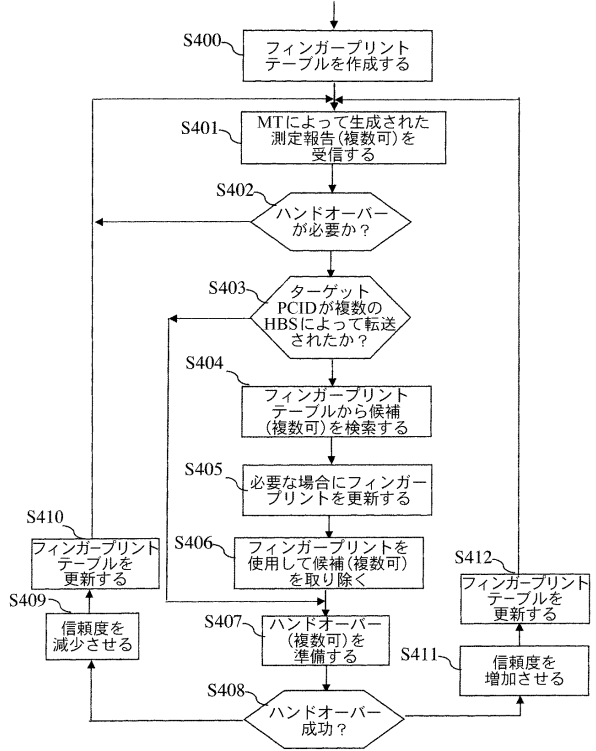 S400
フィンガープリント
テーブルを作成する
S401
MTによって生成された
測定報告(複数可)を
受信する
S402
ハンドオーバー
が必要か？
S403
ターゲット
PCIDが複数の
HBSによって転送
されたか？
S404
フィンガープリント
テーブルから候補
(複数可)を検索する
S405
必要な場合にフィンガー
プリントを更新する
S406
フィンガープリントを
使用して候補(複数可)
を取り除く
S407
ハンドオーバー
(複数可)を
準備する
S408
ハンドオーバー
成功？
S409
信頼度を
減少させる
S410
フィンガープリント
テーブルを
更新する
S411
信頼度を
増加させる
S412
フィンガープリント
テーブルを
更新する